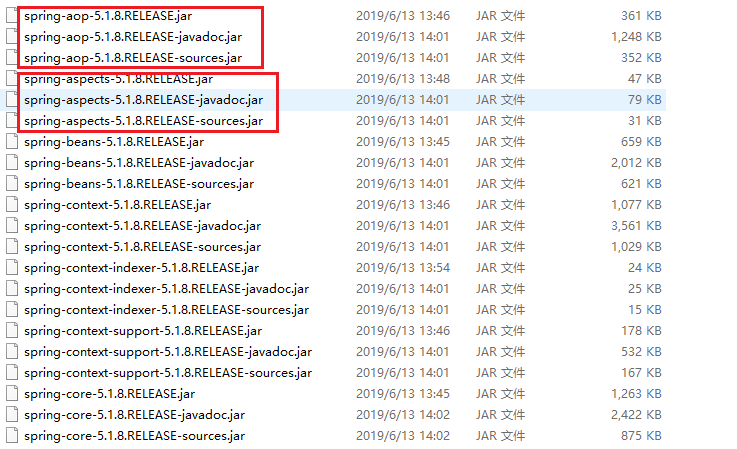 spring-aop-5.1.8.RELEASE.jar 2019/6/13 13:46 JAR 文件 361 KB
spring-aop-5.1.8.RELEASE-javadoc.jar 2019/6/13 14:01 JAR 文件 1,248 KB
spring-aop-5.1.8.RELEASE-sources.jar 2019/6/13 14:01 JAR 文件 352 KB
spring-aspects-5.1.8.RELEASE.jar 2019/6/13 13:48 JAR 文件 47 KB
spring-aspects-5.1.8.RELEASE-javadoc.jar 2019/6/13 14:01 JAR 文件 79 KB
spring-aspects-5.1.8.RELEASE-sources.jar 2019/6/13 14:01 JAR 文件 31 KB
spring-beans-5.1.8.RELEASE.jar 2019/6/13 13:45 JAR 文件 659 KB
spring-beans-5.1.8.RELEASE-javadoc.jar 2019/6/13 14:01 JAR 文件 2,012 KB
spring-beans-5.1.8.RELEASE-sources.jar 2019/6/13 14:01 JAR 文件 621 KB
spring-context-5.1.8.RELEASE.jar 2019/6/13 13:46 JAR 文件 1,077 KB
spring-context-5.1.8.RELEASE-javadoc.jar 2019/6/13 14:01 JAR 文件 3,561 KB
spring-context-5.1.8.RELEASE-sources.jar 2019/6/13 14:01 JAR 文件 1,029 KB
spring-context-indexer-5.1.8.RELEASE.jar 2019/6/13 13:54 JAR 文件 24 KB
spring-context-indexer-5.1.8.RELEASE-javadoc.jar 2019/6/13 14:01 JAR 文件 25 KB
spring-context-indexer-5.1.8.RELEASE-sources.jar 2019/6/13 14:01 JAR 文件 15 KB
spring-context-support-5.1.8.RELEASE.jar 2019/6/13 13:46 JAR 文件 178 KB
spring-context-support-5.1.8.RELEASE-javadoc.jar 2019/6/13 14:01 JAR 文件 532 KB
spring-context-support-5.1.8.RELEASE-sources.jar 2019/6/13 14:01 JAR 文件 167 KB
spring-core-5.1.8.RELEASE.jar 2019/6/13 13:45 JAR 文件 1,263 KB
spring-core-5.1.8.RELEASE-javadoc.jar 2019/6/13 14:02 JAR 文件 2,422 KB
spring-core-5.1.8.RELEASE-sources.jar 2019/6/13 14:02 JAR 文件 875 KB